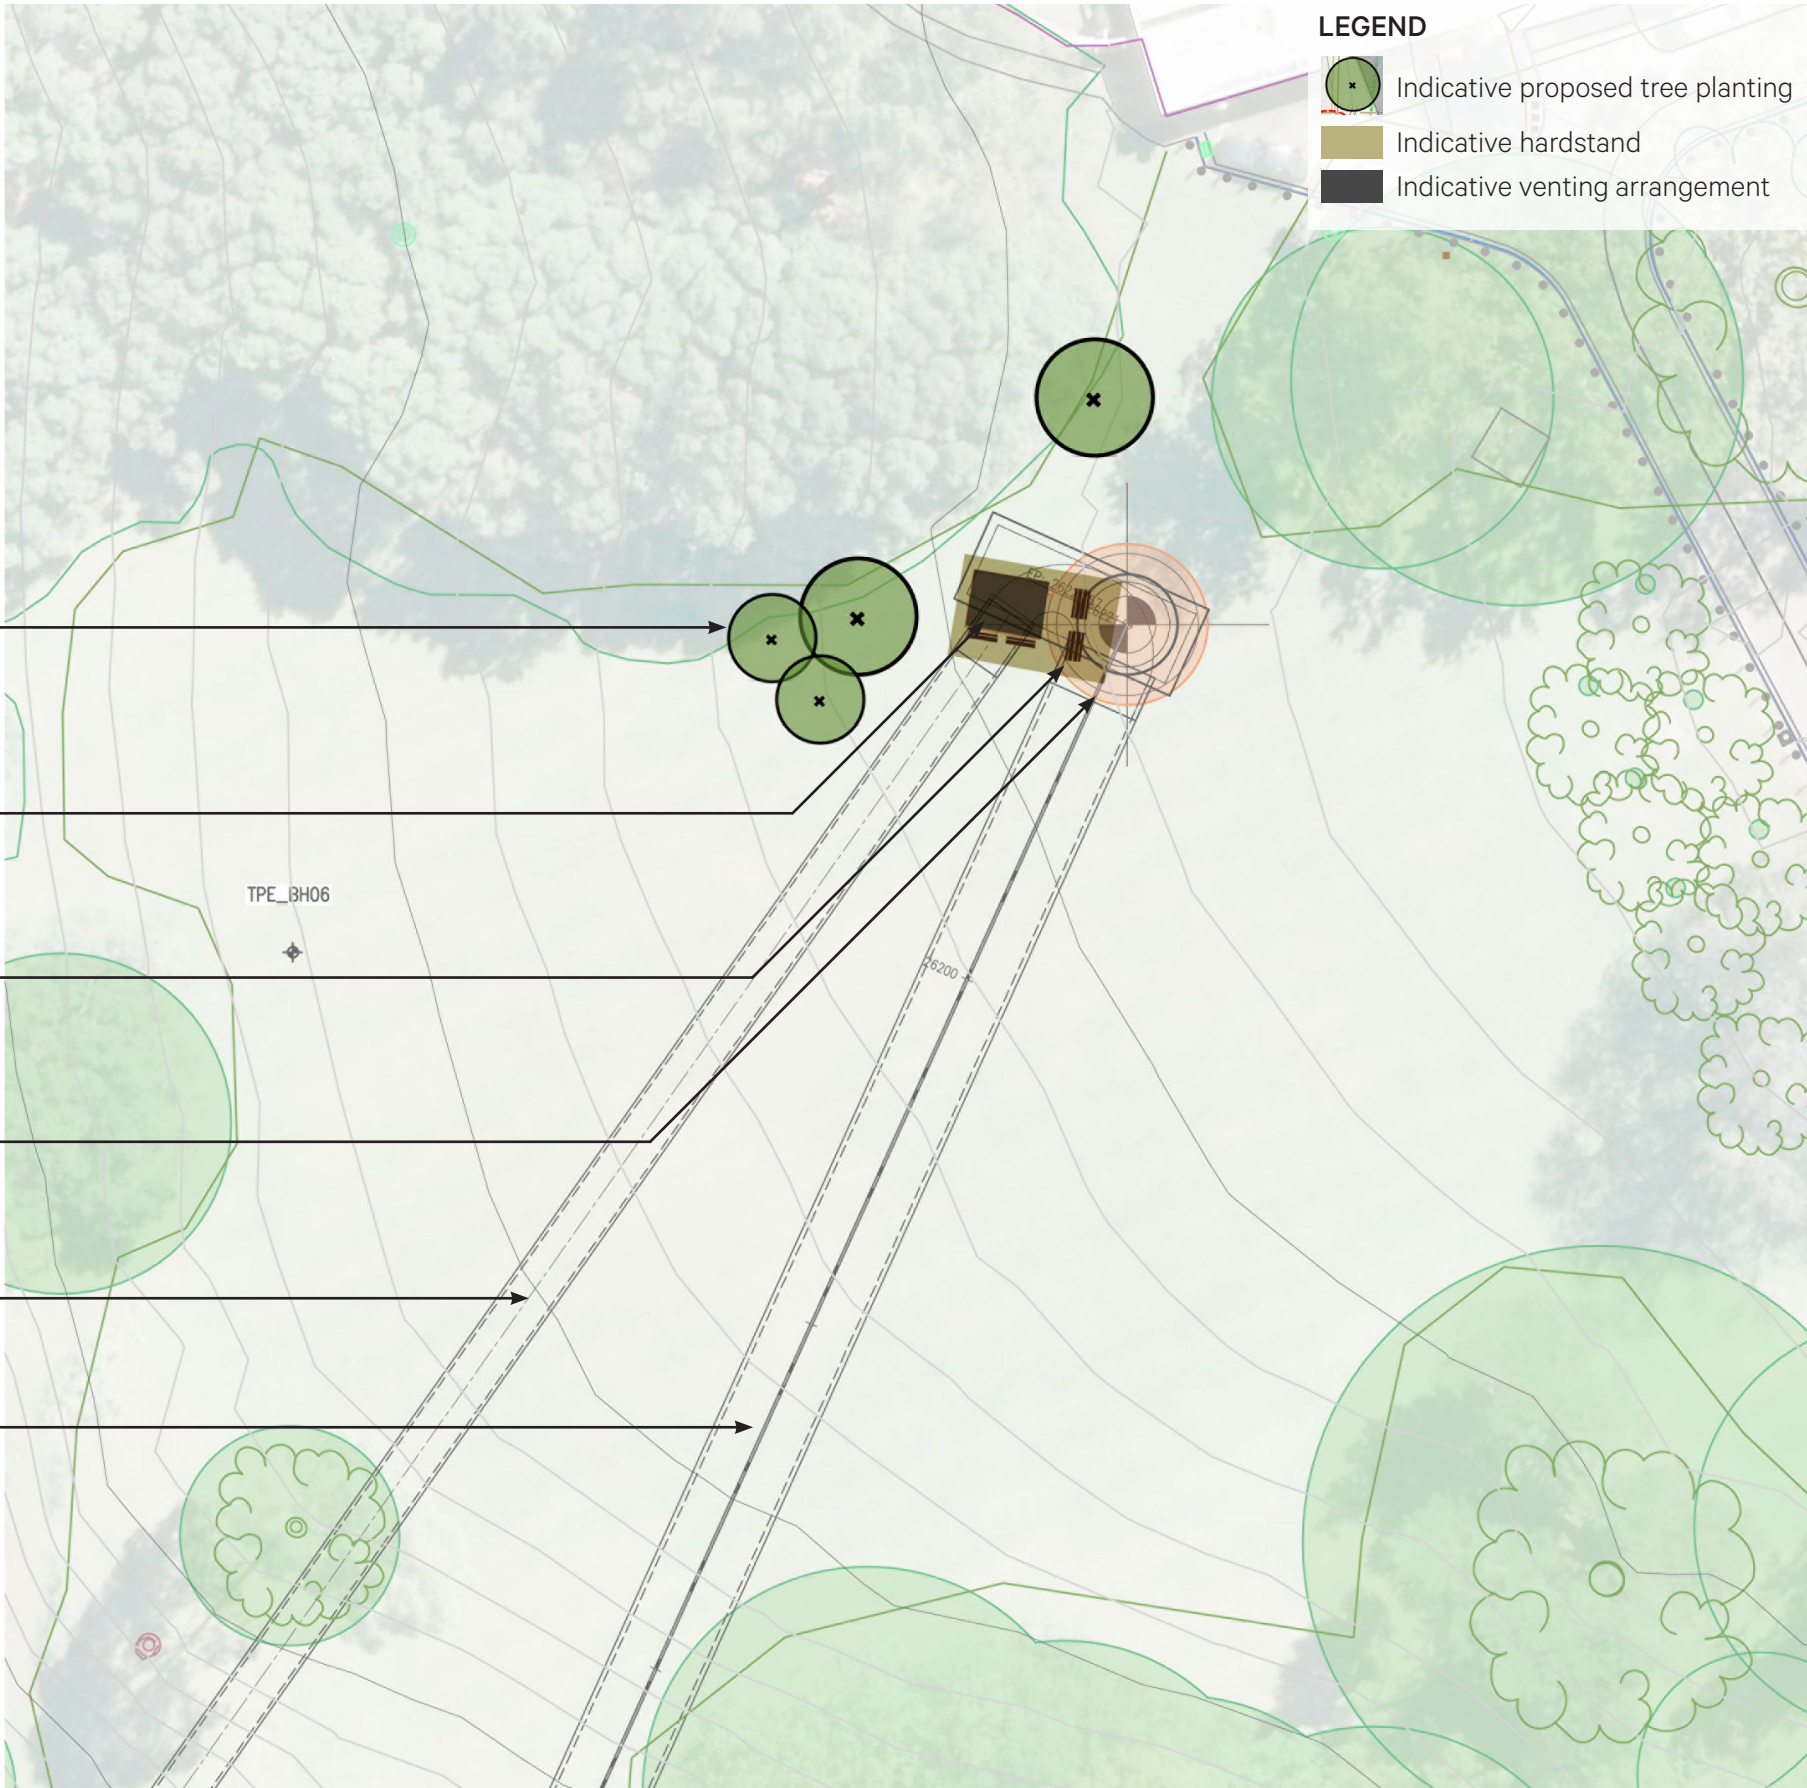 LEGEND
Indicative proposed tree planting
Indicative hardstand
Indicative venting arrangement
TPE_BH06
26200